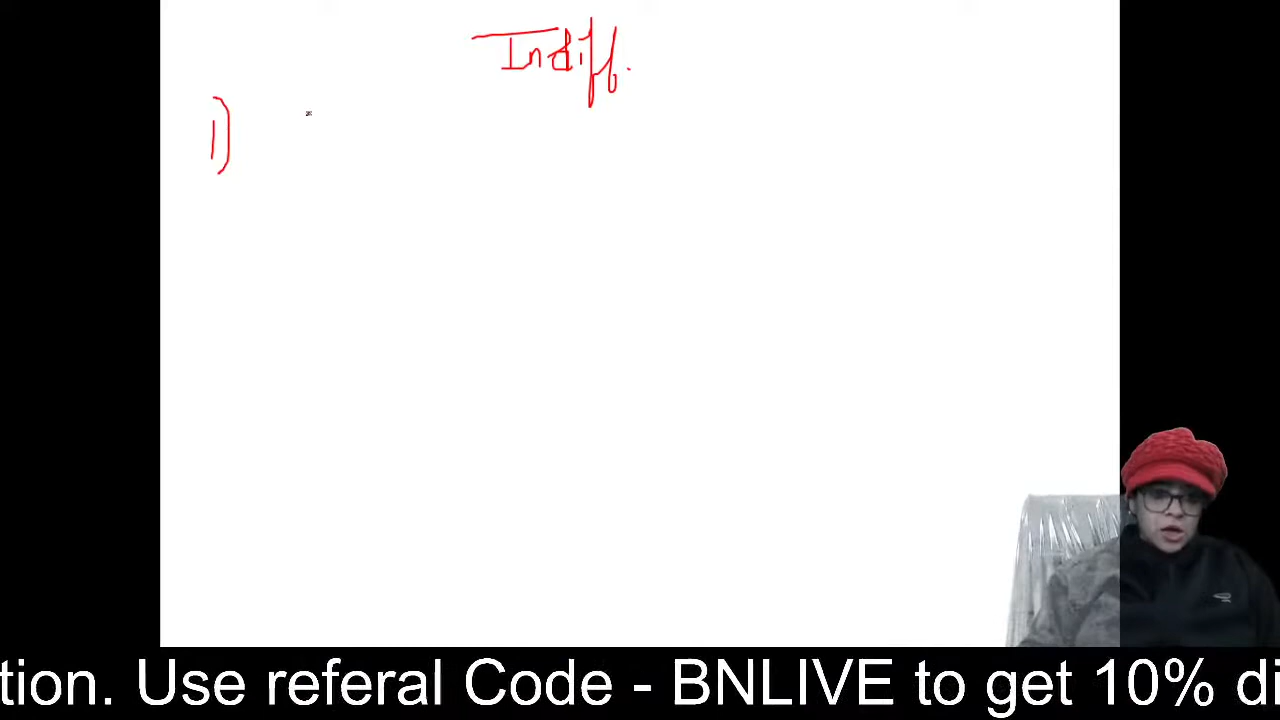 Indiff.
1)
tion. Use referal Code - BNLIVE to get 10% di